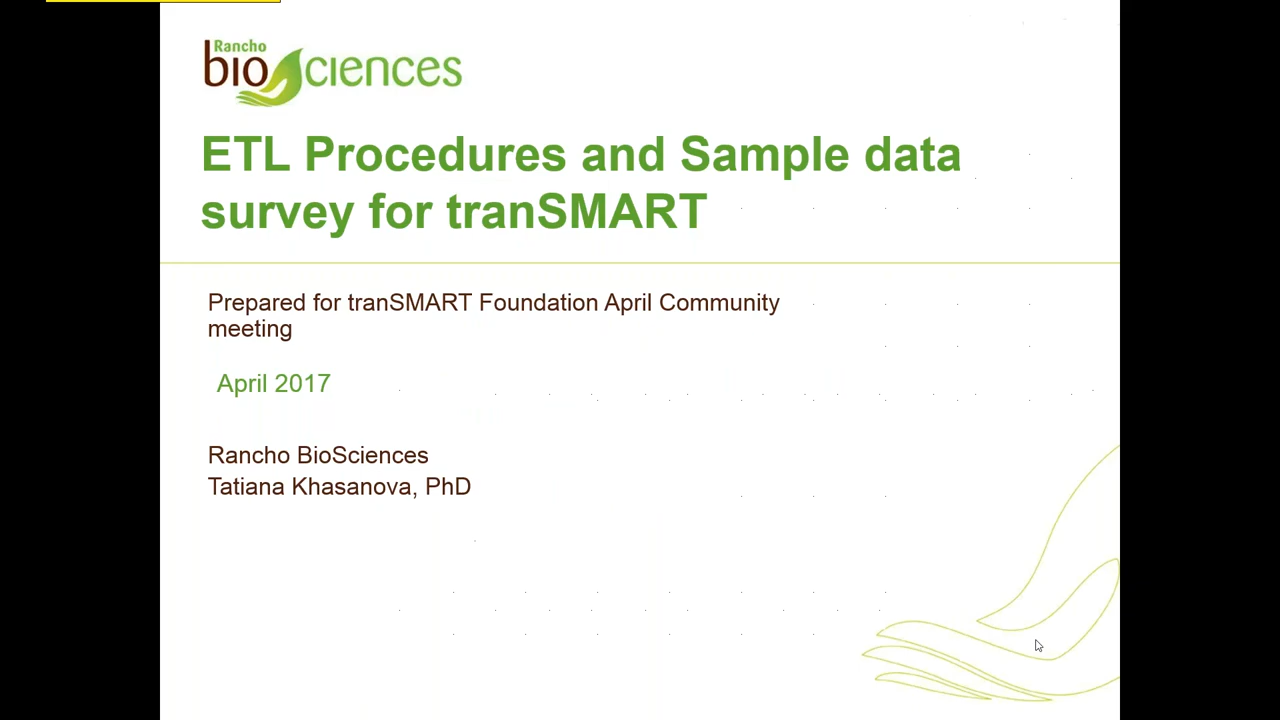 Rancho
bioSciences
ETL Procedures and Sample data
survey for tranSMART
Prepared for tranSMART Foundation April Community
meeting
April 2017
Rancho BioSciences
Tatiana Khasanova, PhD